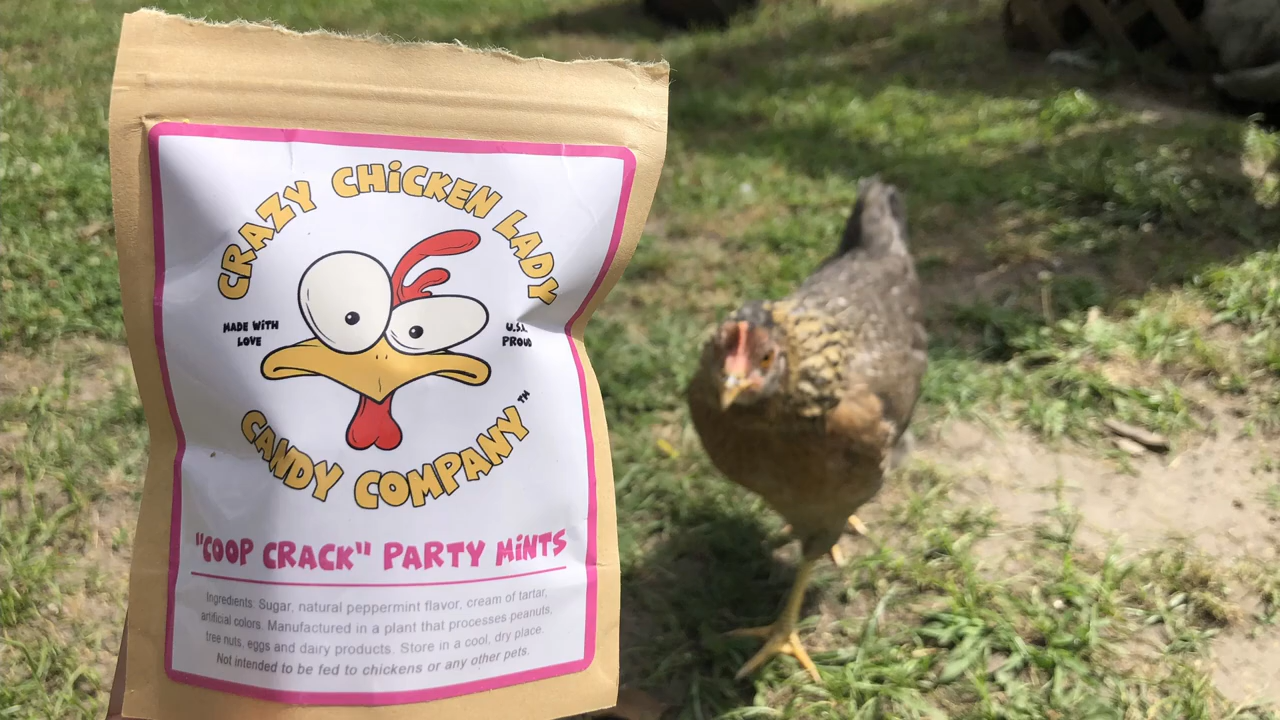 CRAZY CHiCKEN LADY
MADE WiTH
LOVE
U.S.A.
PROUD
CANDY COMPANY™
"COOP CRACK" PARTY MiNTS
Ingredients: Sugar, natural peppermint flavor, cream of tartar,
artificial colors. Manufactured in a plant that processes peanuts,
tree nuts, eggs and dairy products. Store in a cool, dry place.
Not intended to be fed to chickens or any other pets.